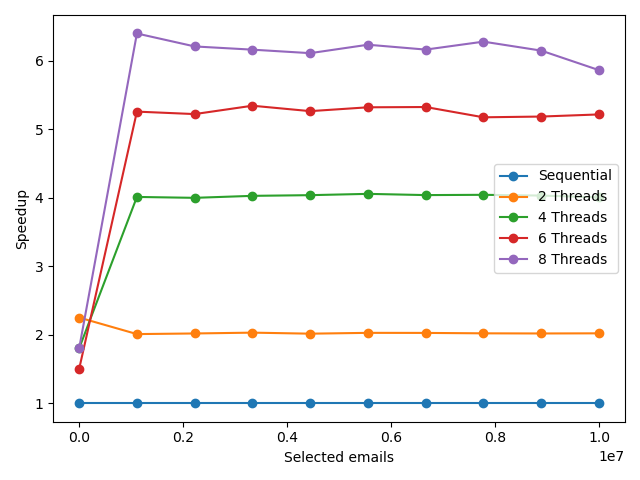 6
5
4
3
2
1
Speedup
Sequential
2 Threads
4 Threads
6 Threads
8 Threads
0.0 0.2 0.4 0.6 0.8 1.0
1e7
Selected emails